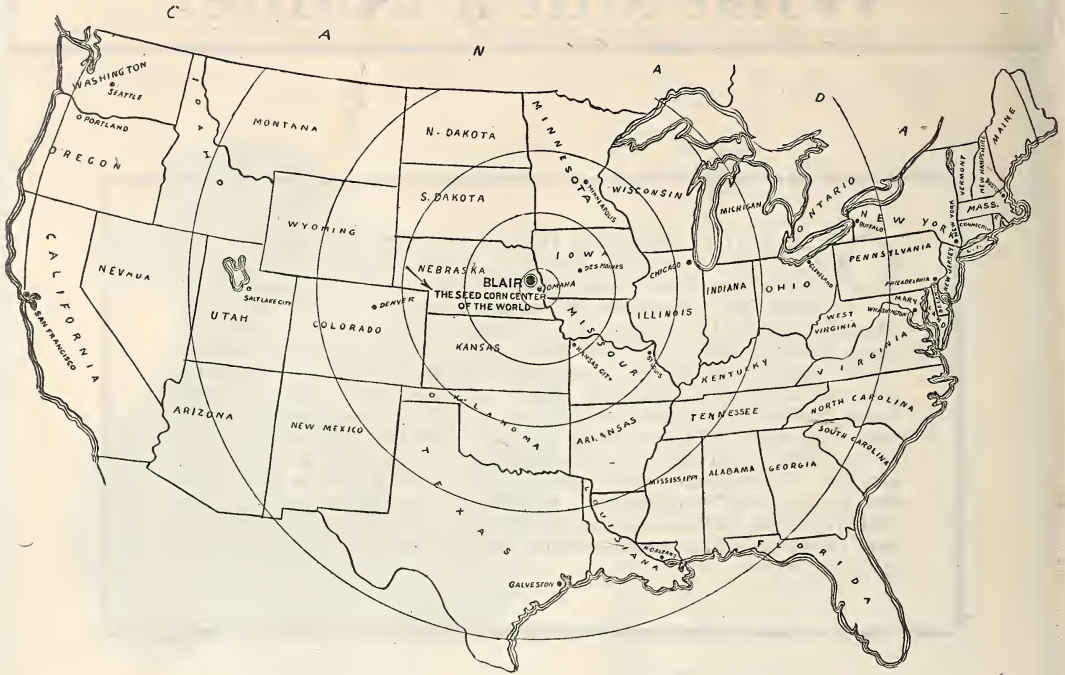 C A N A D A
WASHINGTON
SEATTLE
PORTLAND
OREGON
IDAHO
MONTANA
N. DAKOTA
S. DAKOTA
MINNESOTA
MINNEAPOLIS
WISCONSIN
MICHIGAN
ONTARIO
BUFFALO
NEW YORK
VERMONT
NEW HAMPSHIRE
MAINE
BOSTON
MASS.
CONNECTICUT
L.I.
NEW YORK
NEW JERSEY
PENNSYLVANIA
PHILADELPHIA
CLEVELAND
OHIO
INDIANA
CHICAGO
ILLINOIS
IOWA
DES MOINES
WYOMING
NEBRASKA
BLAIR
OMAHA
THE SEED CORN CENTER
OF THE WORLD
CALIFORNIA
SAN FRANCISCO
NEVADA
UTAH
SALT LAKE CITY
COLORADO
DENVER
KANSAS
MISSOURI
KANSAS CITY
ST LOUIS
KENTUCKY
WEST
VIRGINIA
VIRGINIA
MARY
WHASHINGTON
ARIZONA
NEW MEXICO
OKLAHOMA
TEXAS
ARKANSAS
TENNESSEE
NORTH CAROLINA
SOUTH CAROLINA
MISSISSIPPI
ALABAMA
GEORGIA
LOUISIANA
N. ORLEANS
FLORIDA
GALVESTON